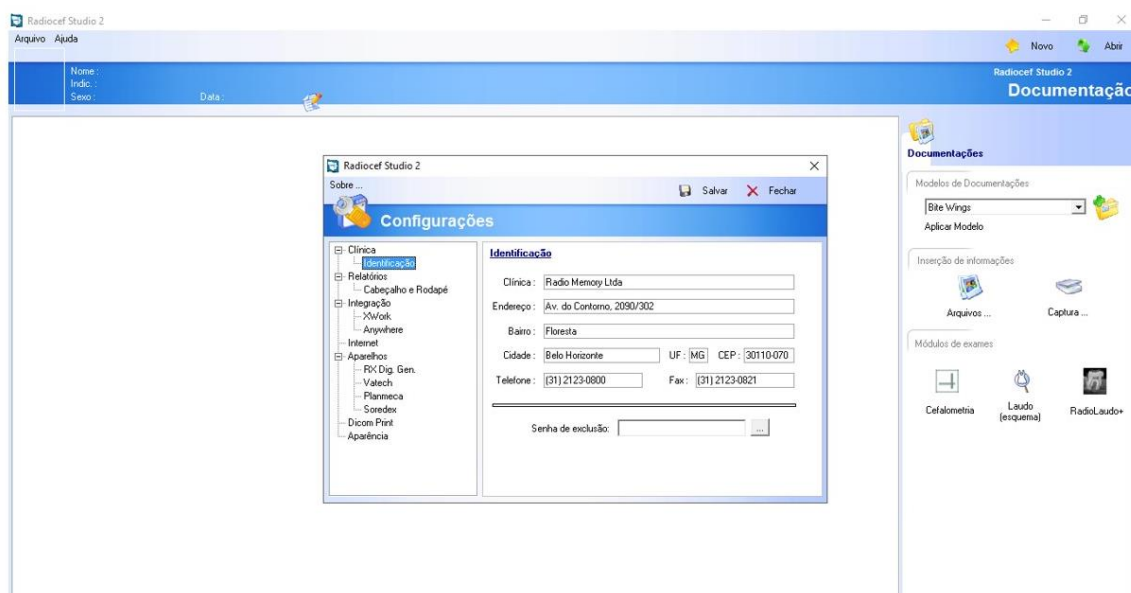 Radiocef Studio 2
Arquivo Ajuda
Novo Abrir
Nome :
Indic. :
Sexo : Data :
Radiocef Studio 2
Documentação
Documentações
Modelos de Documentações
Bite Wings
Aplicar Modelo
Inserção de informações
Arquivos ... Captura ...
Módulos de exames
Cefalometria Laudo (esquema) RadioLaudo+
Radiocef Studio 2
Sobre ...
Salvar Fechar
Configurações
Clínica
Identificação
Relatórios
Cabeçalho e Rodapé
Integração
XWork
Anywhere
Internet
Aparelhos
RX Dig. Gen.
Vatech
Planmeca
Soredex
Dicom Print
Aparência
Identificação
Clínica : Radio Memory Ltda
Endereço : Av. do Contorno, 2090/302
Bairro : Floresta
Cidade : Belo Horizonte UF : MG CEP : 30110-070
Telefone : (31) 2123-0800 Fax : (31) 2123-0821
Senha de exclusão: ...